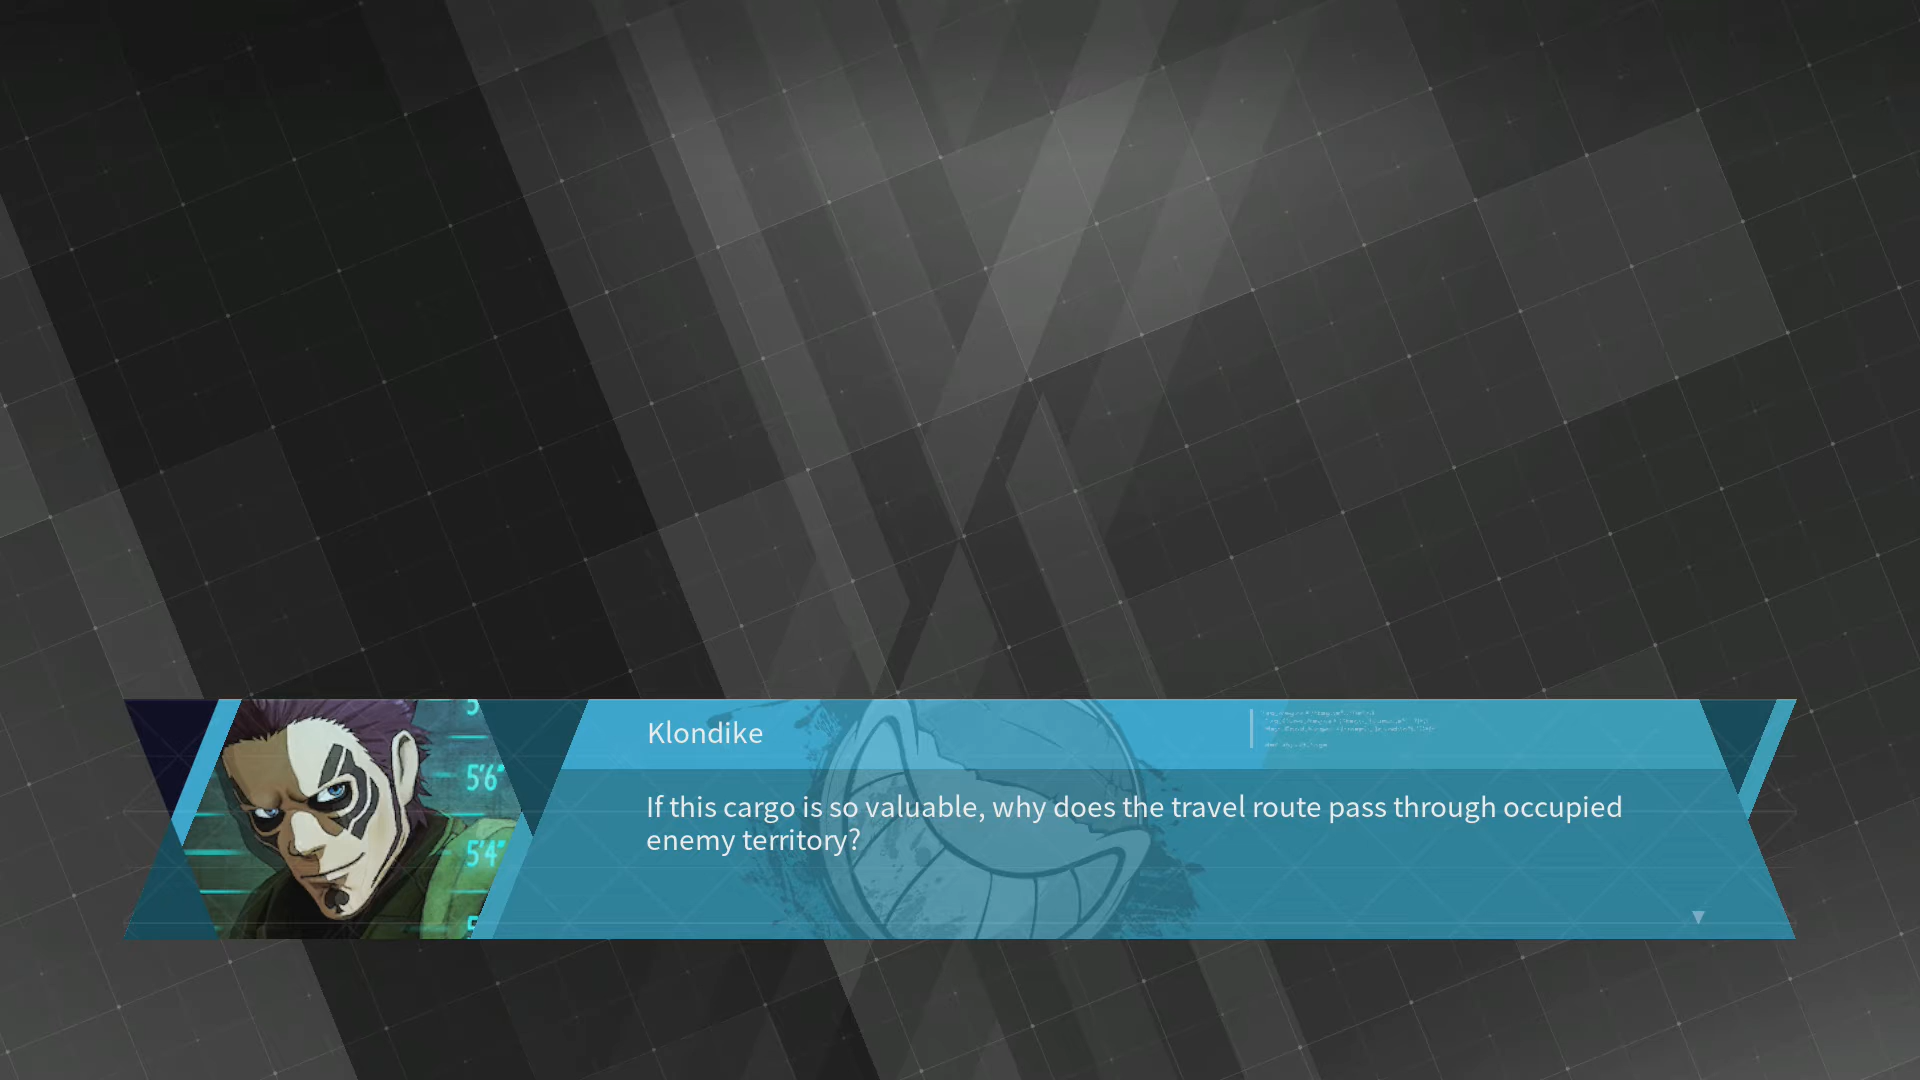 Klondike
If this cargo is so valuable, why does the travel route pass through occupied
enemy territory?
5'6"
5'4"